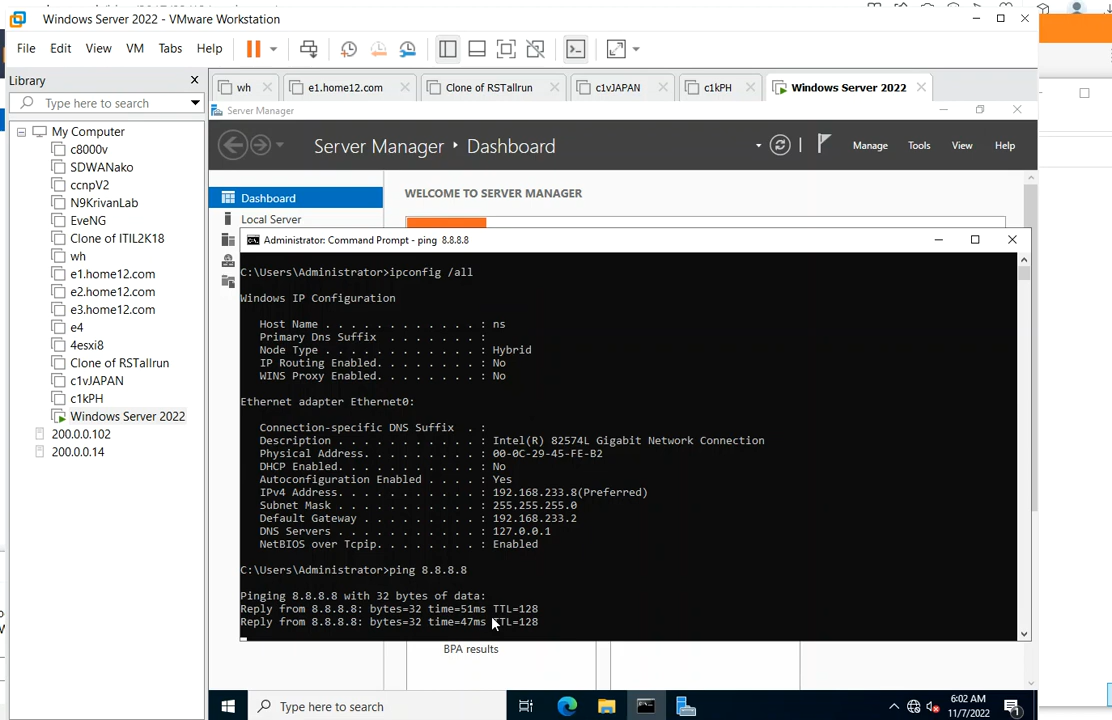 Windows Server 2022 - VMware Workstation
File Edit View VM Tabs Help
Library
Type here to search
My Computer
c8000v
SDWANako
ccnpV2
N9KrivanLab
EveNG
Clone of ITIL2K18
wh
e1.home12.com
e2.home12.com
e3.home12.com
e4
4esxi8
Clone of RSTallrun
c1vJAPAN
c1kPH
Windows Server 2022
200.0.0.102
200.0.0.14
wh e1.home12.com Clone of RSTallrun c1vJAPAN c1kPH Windows Server 2022
Server Manager
Server Manager Dashboard
Manage Tools View Help
Dashboard
Local Server
WELCOME TO SERVER MANAGER
Administrator: Command Prompt - ping 8.8.8.8
C:\Users\Administrator>ipconfig /all
Windows IP Configuration
Host Name . . . . . . . . . . . . : ns
Primary Dns Suffix . . . . . . . :
Node Type . . . . . . . . . . . . : Hybrid
IP Routing Enabled. . . . . . . . : No
WINS Proxy Enabled. . . . . . . . : No
Ethernet adapter Ethernet0:
Connection-specific DNS Suffix . :
Description . . . . . . . . . . . : Intel(R) 82574L Gigabit Network Connection
Physical Address. . . . . . . . . : 00-0C-29-45-FE-B2
DHCP Enabled. . . . . . . . . . . : No
Autoconfiguration Enabled . . . . : Yes
IPv4 Address. . . . . . . . . . . : 192.168.233.8(Preferred)
Subnet Mask . . . . . . . . . . . : 255.255.255.0
Default Gateway . . . . . . . . . : 192.168.233.2
DNS Servers . . . . . . . . . . . : 127.0.0.1
NetBIOS over Tcpip. . . . . . . . : Enabled
C:\Users\Administrator>ping 8.8.8.8
Pinging 8.8.8.8 with 32 bytes of data:
Reply from 8.8.8.8: bytes=32 time=51ms TTL=128
Reply from 8.8.8.8: bytes=32 time=47ms TTL=128
BPA results
Type here to search
6:02 AM
11/7/2022
1